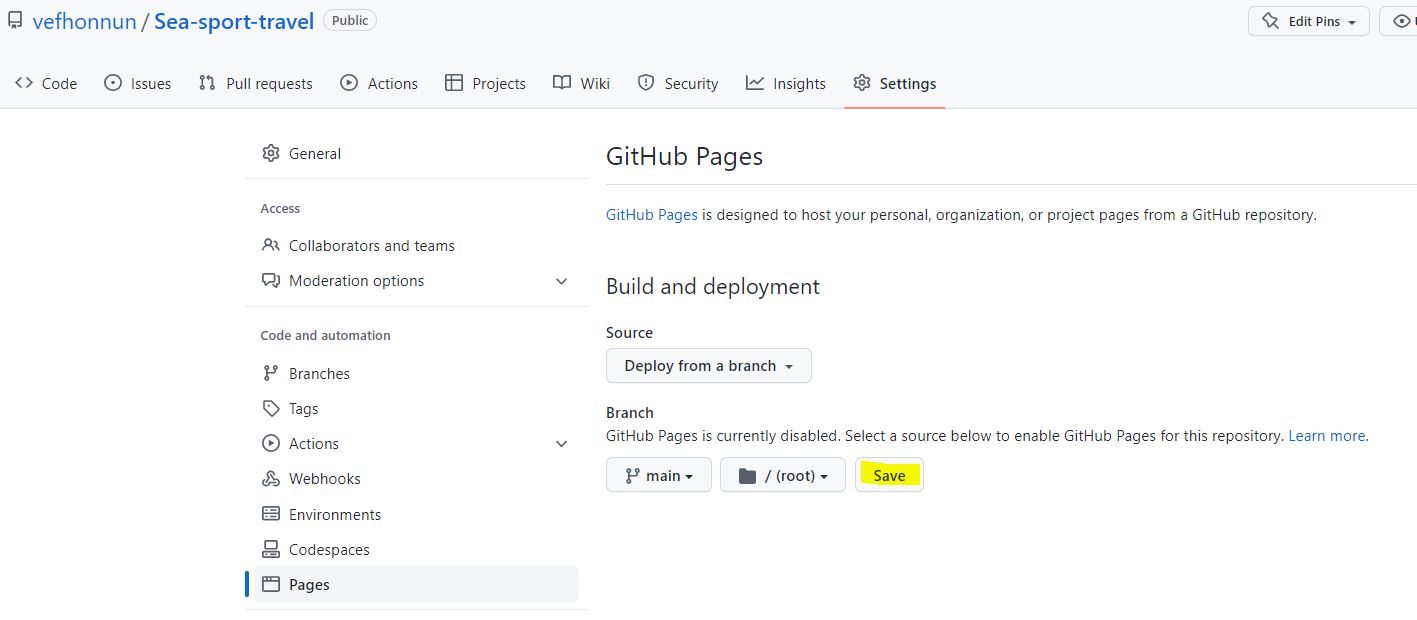 vefhonnun / Sea-sport-travel Public Edit Pins
Code Issues Pull requests Actions Projects Wiki Security Insights Settings
General
Access
Collaborators and teams
Moderation options
Code and automation
Branches
Tags
Actions
Webhooks
Environments
Codespaces
Pages
GitHub Pages
GitHub Pages is designed to host your personal, organization, or project pages from a GitHub repository.
Build and deployment
Source
Deploy from a branch
Branch
GitHub Pages is currently disabled. Select a source below to enable GitHub Pages for this repository. Learn more.
main / (root) Save